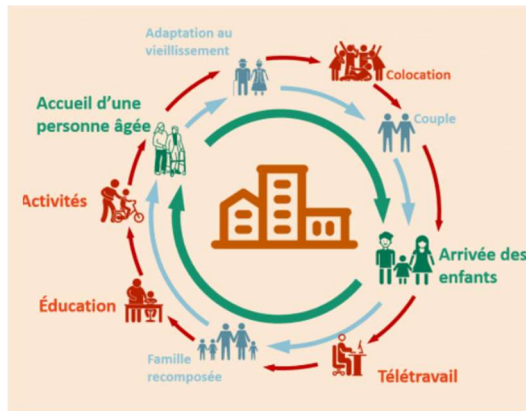 Adaptation au
vieillissement
Colocation
Accueil d'une
personne âgée
Couple
Activités
Arrivée des
enfants
Éducation
Famille
recomposée
Télétravail